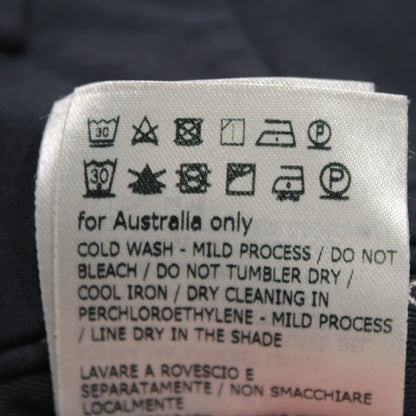 30 P
30 P
for Australia only
COLD WASH - MILD PROCESS / DO NOT
BLEACH / DO NOT TUMBLER DRY /
COOL IRON / DRY CLEANING IN
PERCHLOROETHYLENE - MILD PROCESS
/ LINE DRY IN THE SHADE
LAVARE A ROVESCIO E
SEPARATAMENTE / NON SMACCHIARE
LOCALMENTE